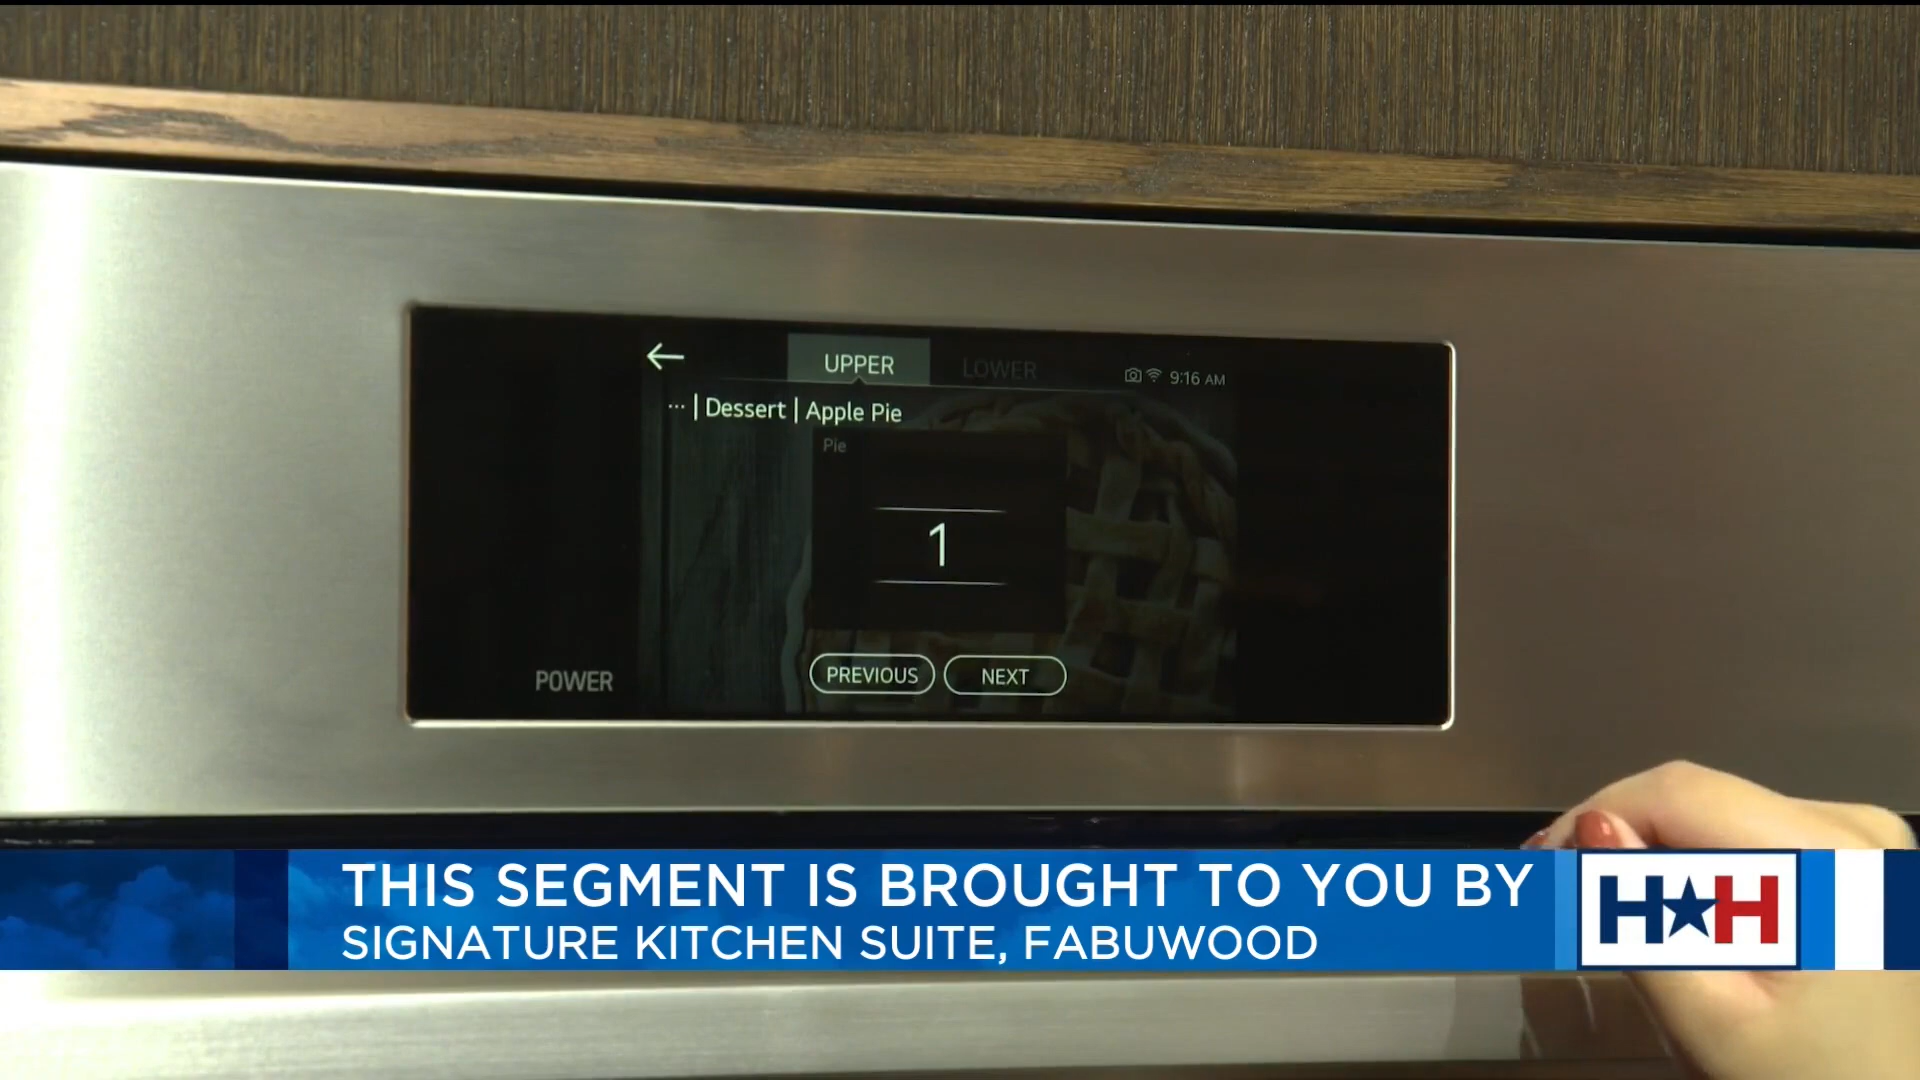 UPPER LOWER 9:16 AM
... | Dessert | Apple Pie
Pie
1
POWER
PREVIOUS NEXT
THIS SEGMENT IS BROUGHT TO YOU BY
SIGNATURE KITCHEN SUITE, FABUWOOD
H★H